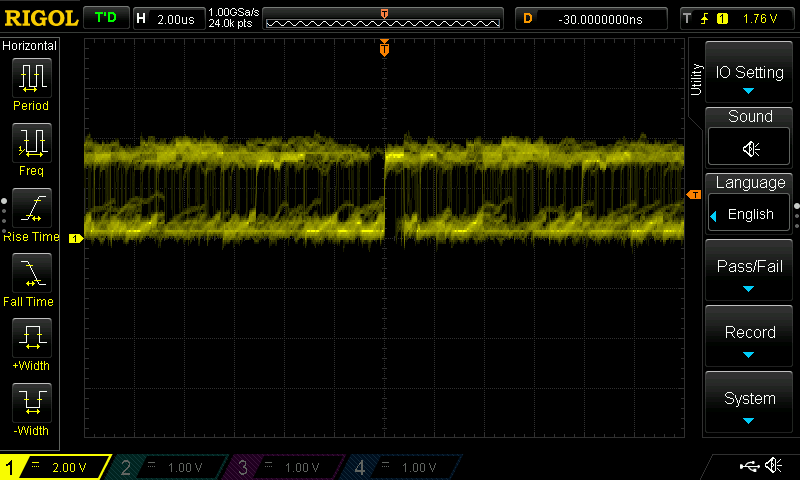 RIGOL T'D H 2.00us 1.00GSa/s 24.0k pts T D -30.0000000ns T 1 1.76 V
Horizontal
Period
Freq
Rise Time
Fall Time
+Width
-Width
T
1
T
Utility
IO Setting
Sound
Language
English
Pass/Fail
Record
System
1 2.00 V 2 1.00 V 3 1.00 V 4 1.00 V